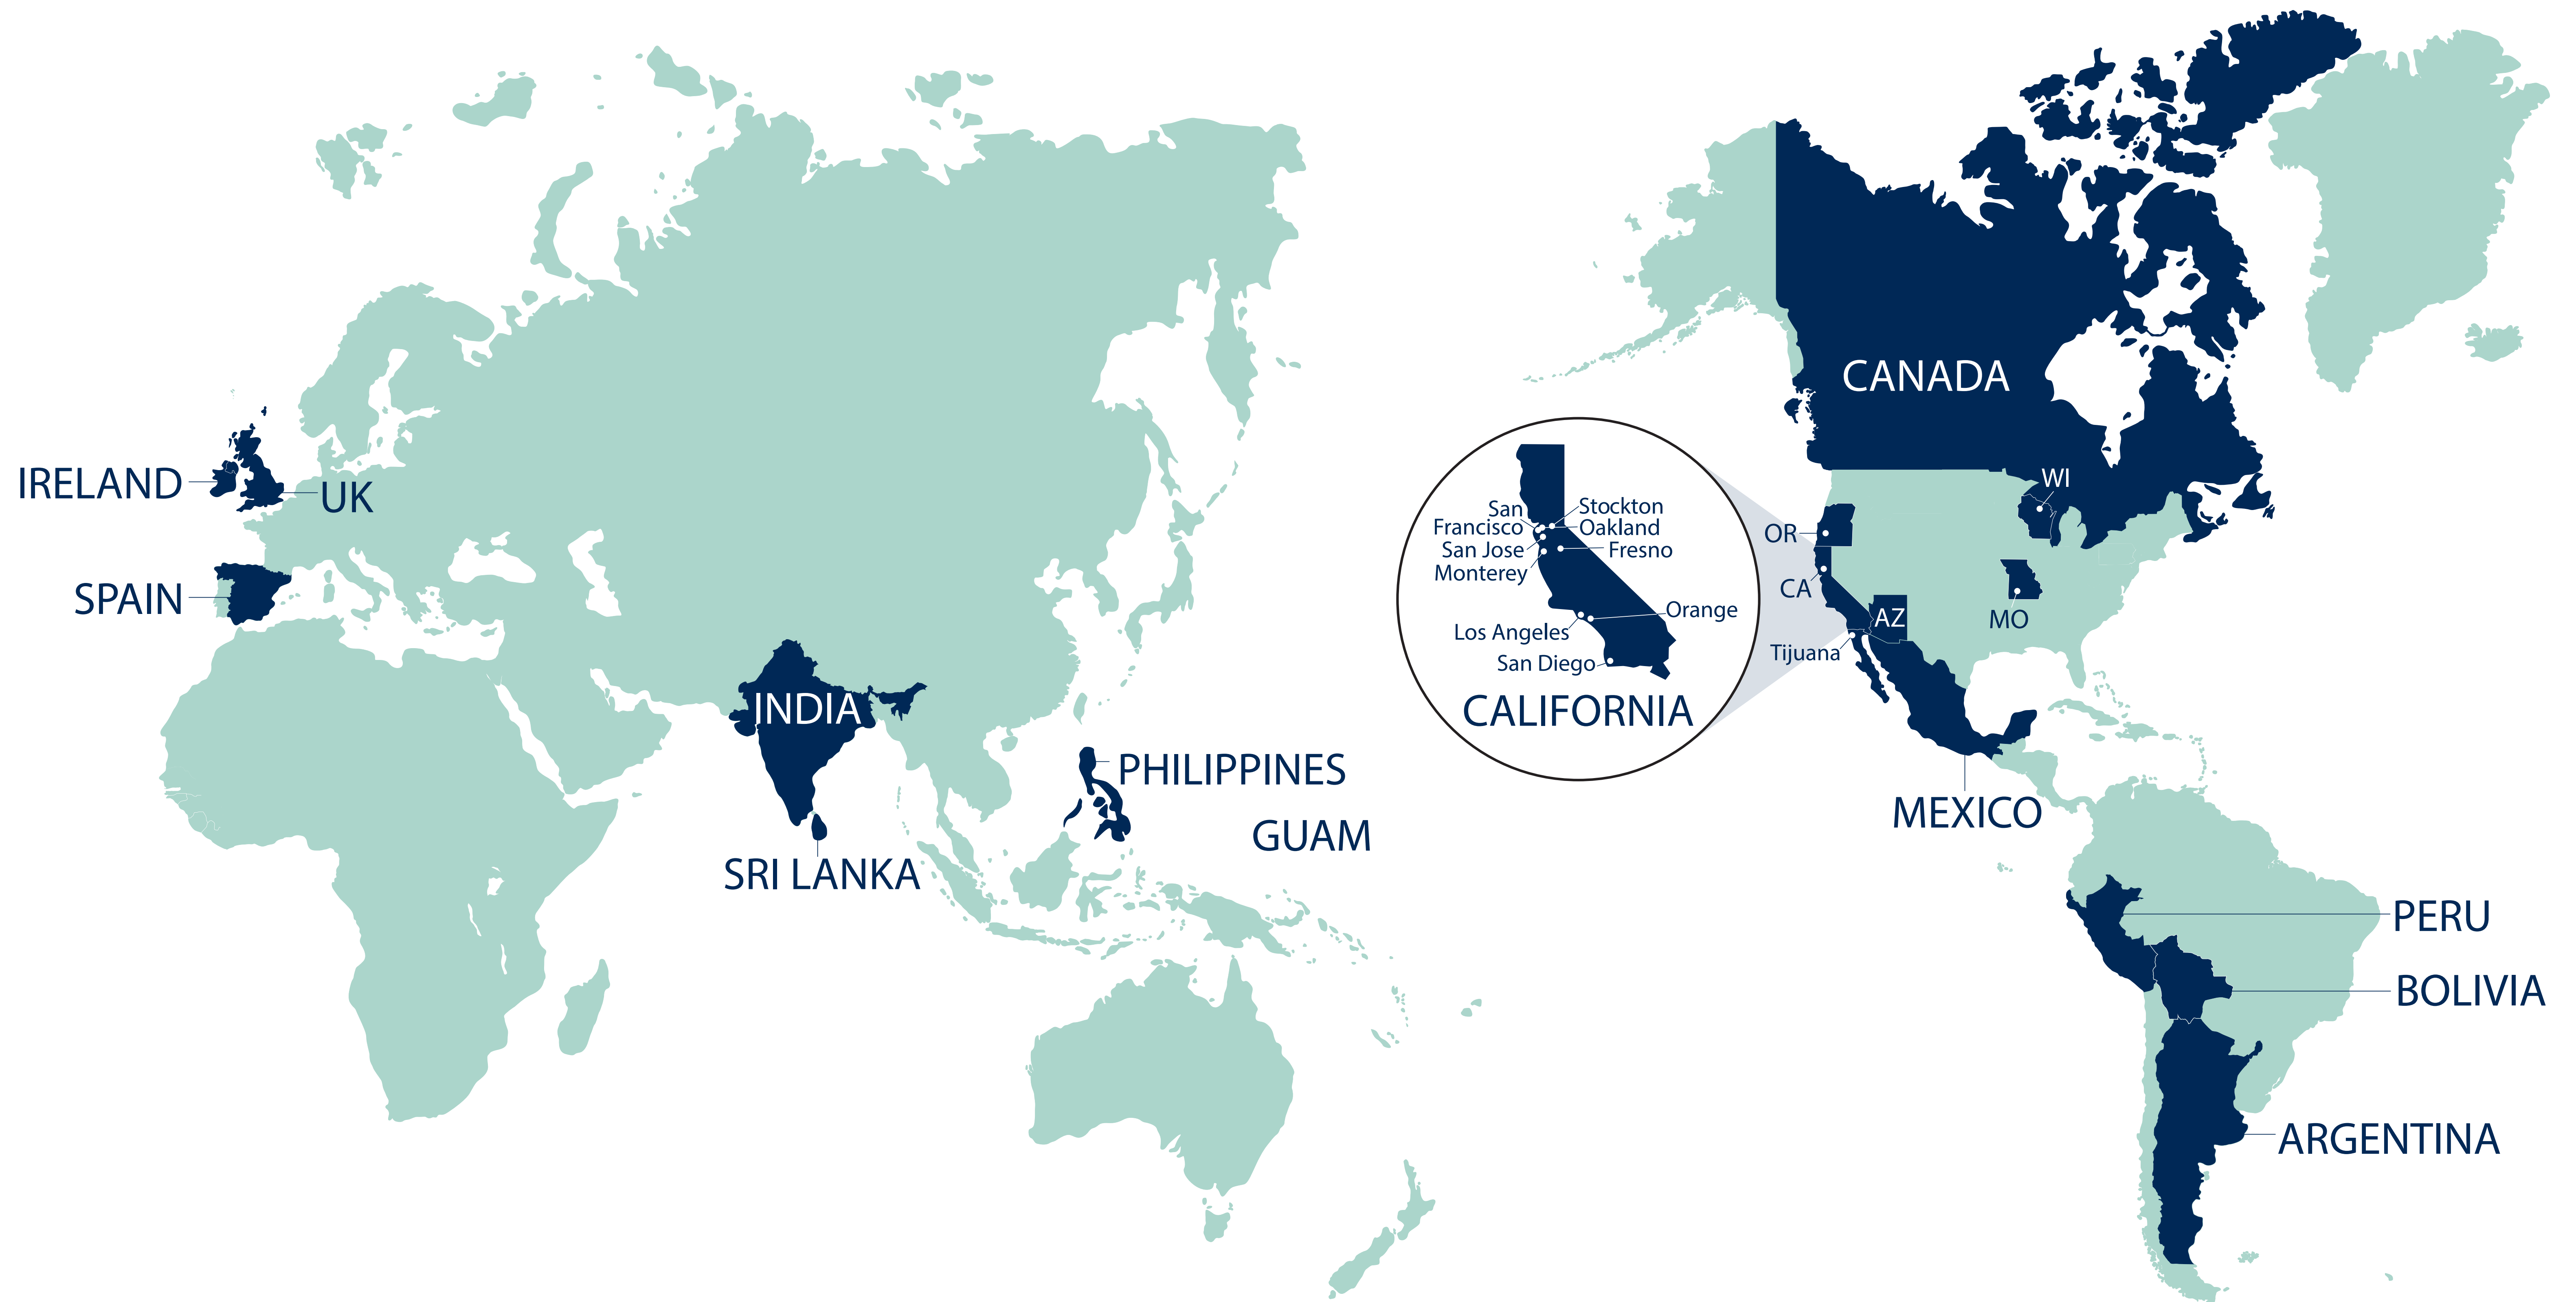 IRELAND
UK
SPAIN
INDIA
SRI LANKA
PHILIPPINES
GUAM
San
Francisco
San Jose
Monterey
Stockton
Oakland
Fresno
Orange
Los Angeles
San Diego
CALIFORNIA
CANADA
WI
OR
CA
AZ
MO
Tijuana
MEXICO
PERU
BOLIVIA
ARGENTINA